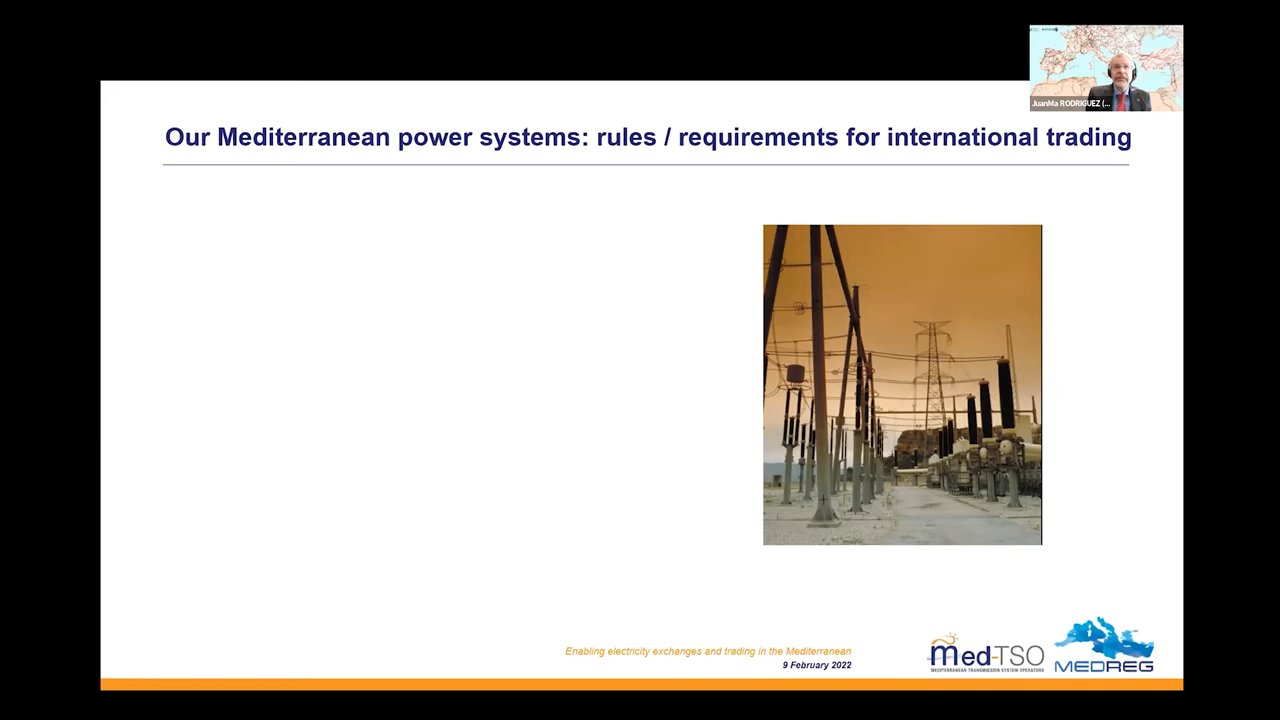 JuanMa RODRIGUEZ (...
Our Mediterranean power systems: rules / requirements for international trading
Enabling electricity exchanges and trading in the Mediterranean
9 February 2022
Med-TSO
MEDITERRANEAN TRANSMISSION SYSTEM OPERATORS
MEDREG